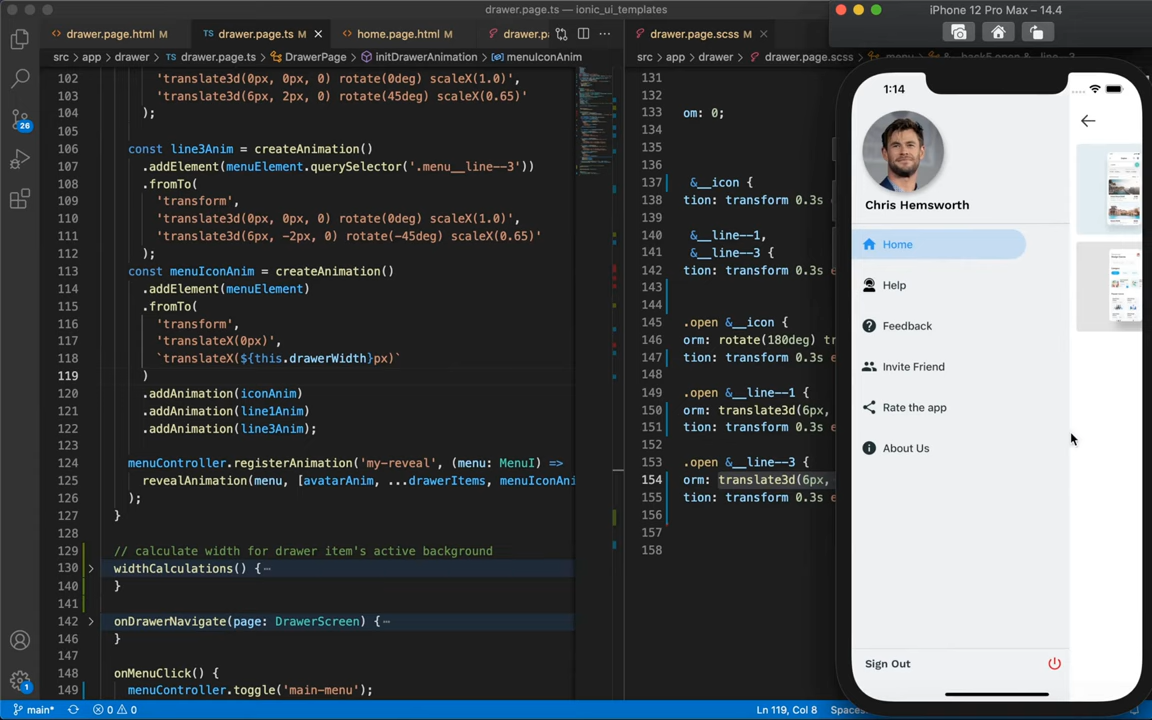 drawer.page.ts — ionic_ui_templates
drawer.page.html M
drawer.page.ts M
home.page.html M
drawer.p
src > app > drawer > drawer.page.ts > DrawerPage > initDrawerAnimation > menuIconAnim
102 'translate3d(0px, 0px, 0) rotate(0deg) scaleX(1.0)',
103 'translate3d(6px, 2px, 0) rotate(45deg) scaleX(0.65)'
104 );
105
106 const line3Anim = createAnimation()
107 .addElement(menuElement.querySelector('.menu__line--3'))
108 .fromTo(
109 'transform',
110 'translate3d(0px, 0px, 0) rotate(0deg) scaleX(1.0)',
111 'translate3d(6px, -2px, 0) rotate(-45deg) scaleX(0.65)'
112 );
113 const menuIconAnim = createAnimation()
114 .addElement(menuElement)
115 .fromTo(
116 'transform',
117 'translateX(0px)',
118 `translateX(${this.drawerWidth}px)`
119 )
120 .addAnimation(iconAnim)
121 .addAnimation(line1Anim)
122 .addAnimation(line3Anim);
123
124 menuController.registerAnimation('my-reveal', (menu: MenuI) =>
125 revealAnimation(menu, [avatarAnim, ...drawerItems, menuIconAni
126 );
127 }
128
129 // calculate width for drawer item's active background
130 widthCalculations() {⋯
140 }
141
142 onDrawerNavigate(page: DrawerScreen) {⋯
146 }
147
148 onMenuClick() {
149 menuController.toggle('main-menu');
drawer.page.scss M
src > app > drawer > drawer.page.scss >
131
132
133 om: 0;
134
135
136
137 &__icon {
138 tion: transform 0.3s e
139
140 &__line--1,
141 &__line--3 {
142 tion: transform 0.3s e
143
144
145 .open &__icon {
146 orm: rotate(180deg) tr
147 tion: transform 0.3s e
148
149 .open &__line--1 {
150 orm: translate3d(6px,
151 tion: transform 0.3s e
152
153 .open &__line--3 {
154 orm: translate3d(6px,
155 tion: transform 0.3s e
156
157
158
iPhone 12 Pro Max – 14.4
1:14
Chris Hemsworth
Home
Help
Feedback
Invite Friend
Rate the app
About Us
Sign Out
26
1
main*
0 0
Ln 119, Col 8
Spaces: